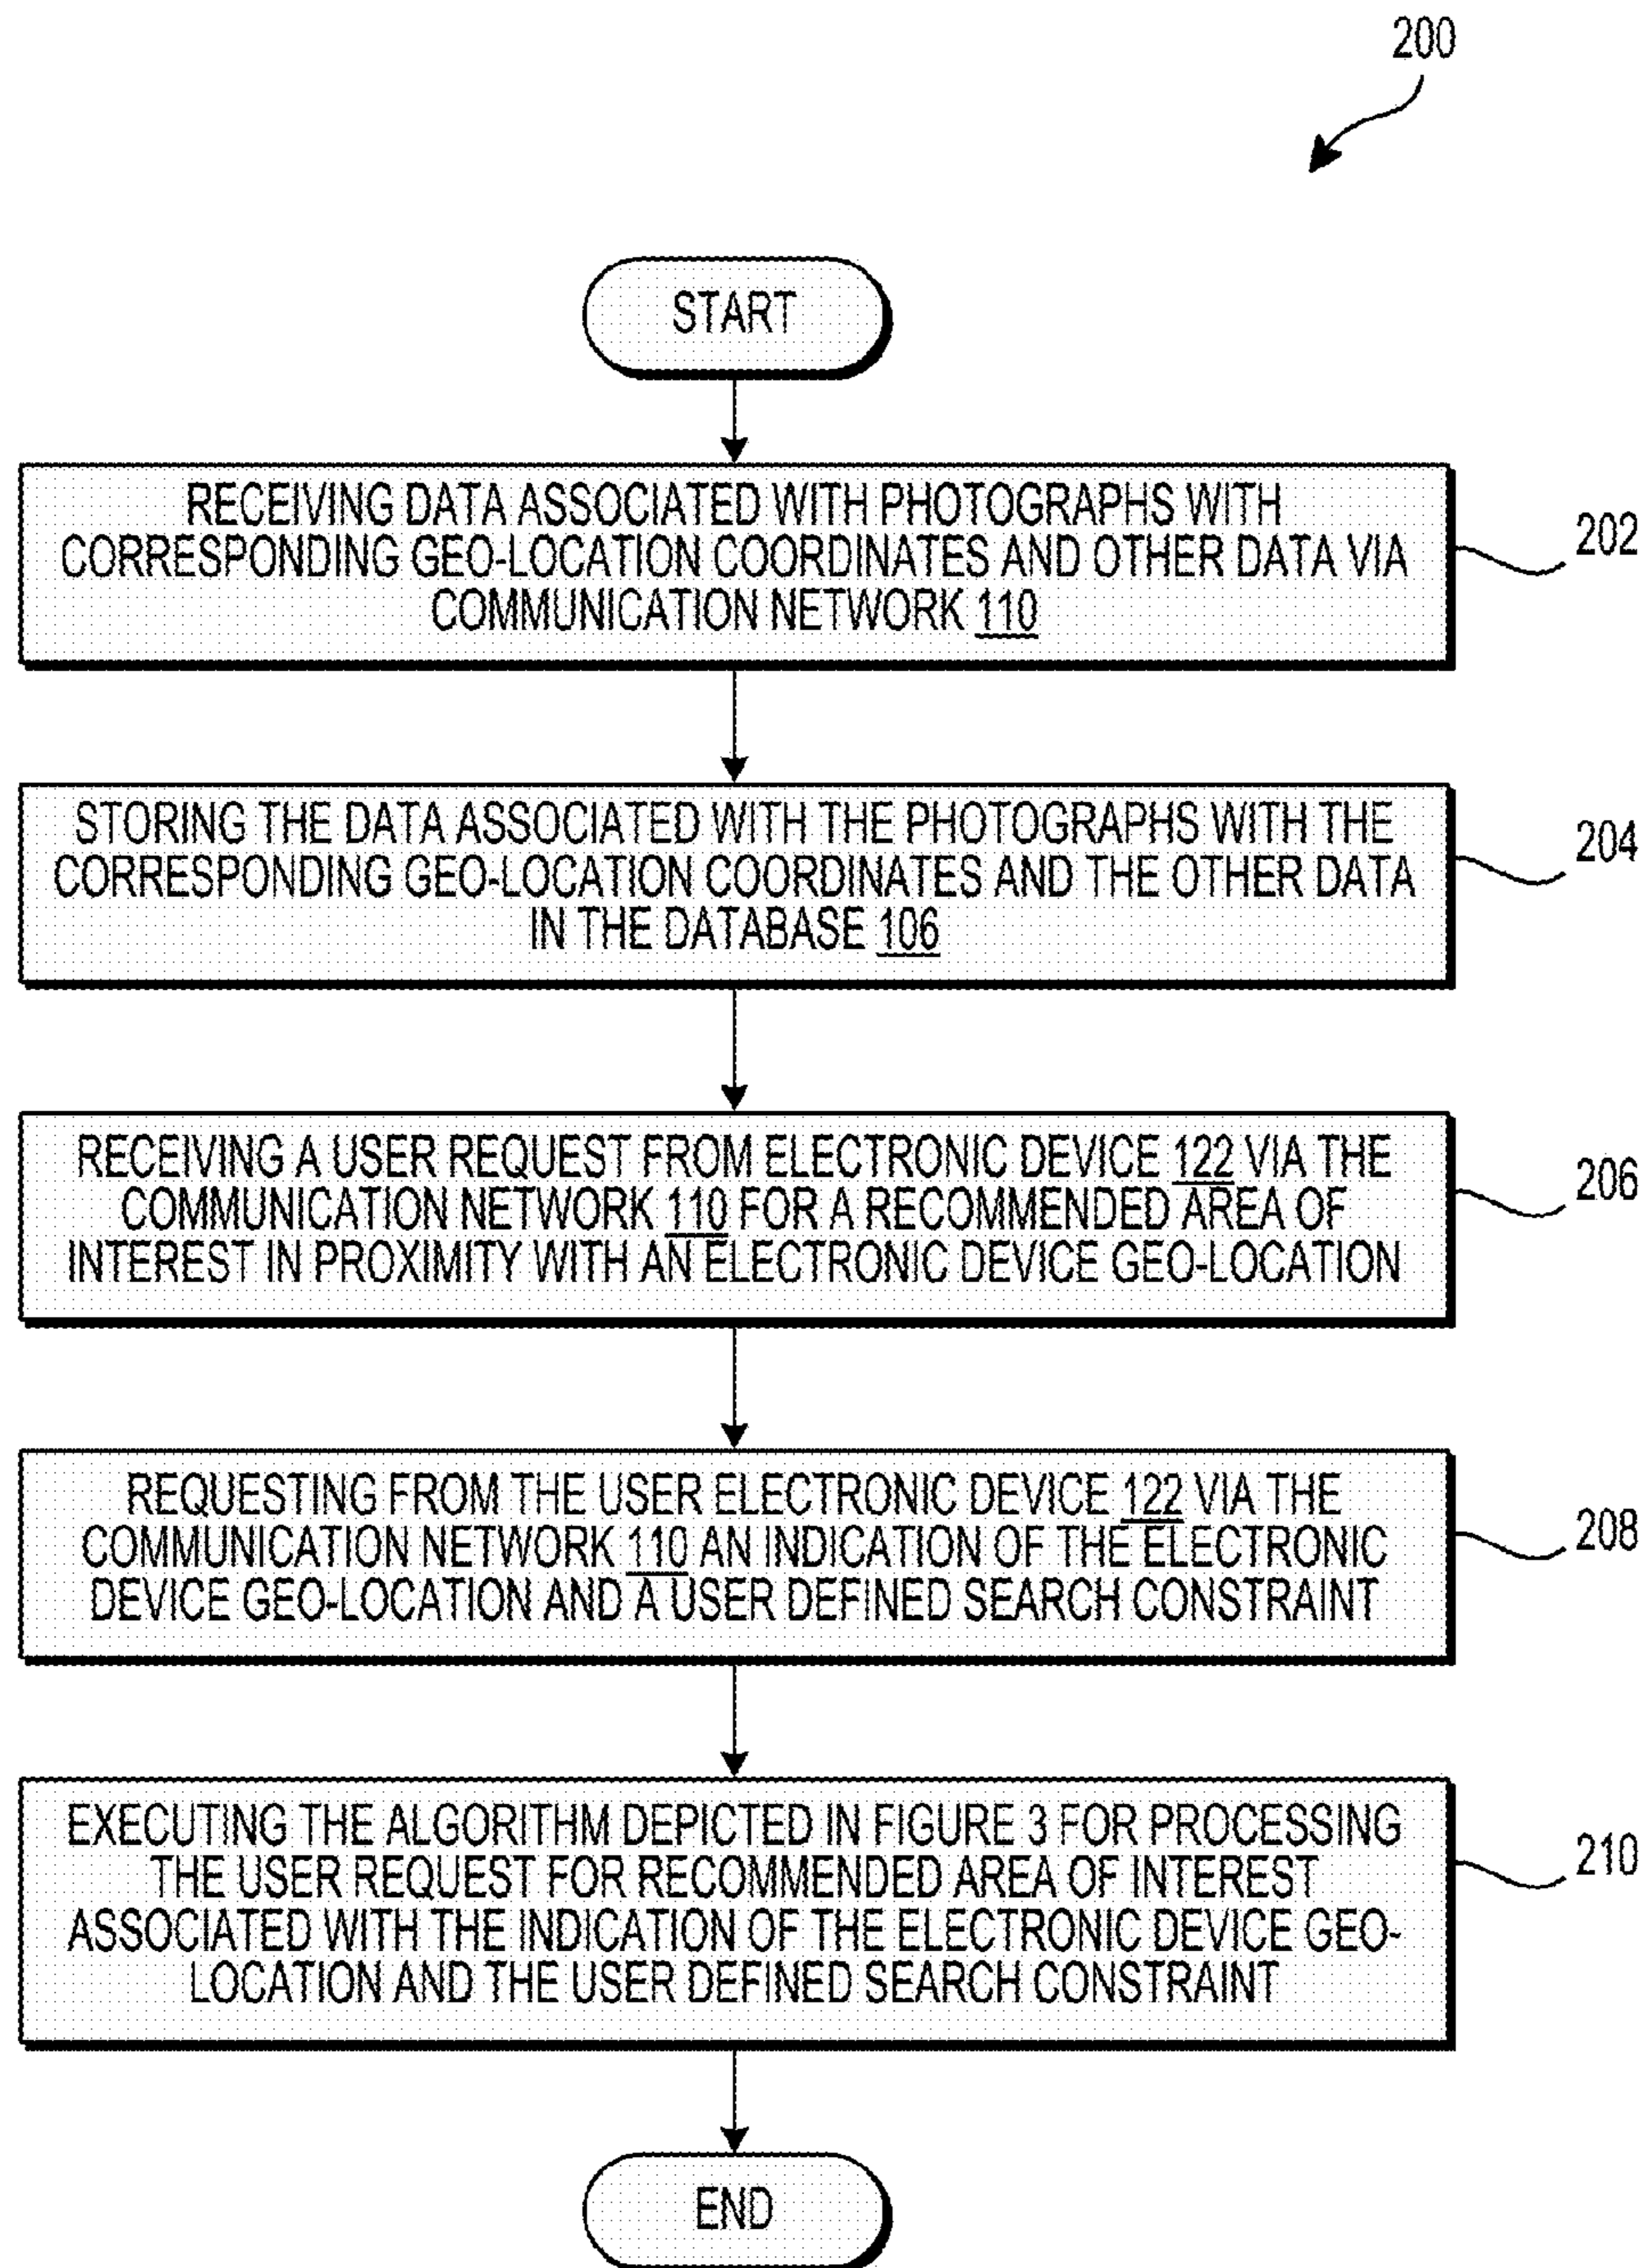 200
START
RECEIVING DATA ASSOCIATED WITH PHOTOGRAPHS WITH
CORRESPONDING GEO-LOCATION COORDINATES AND OTHER DATA VIA
COMMUNICATION NETWORK 110
202
STORING THE DATA ASSOCIATED WITH THE PHOTOGRAPHS WITH THE
CORRESPONDING GEO-LOCATION COORDINATES AND THE OTHER DATA
IN THE DATABASE 106
204
RECEIVING A USER REQUEST FROM ELECTRONIC DEVICE 122 VIA THE
COMMUNICATION NETWORK 110 FOR A RECOMMENDED AREA OF
INTEREST IN PROXIMITY WITH AN ELECTRONIC DEVICE GEO-LOCATION
206
REQUESTING FROM THE USER ELECTRONIC DEVICE 122 VIA THE
COMMUNICATION NETWORK 110 AN INDICATION OF THE ELECTRONIC
DEVICE GEO-LOCATION AND A USER DEFINED SEARCH CONSTRAINT
208
EXECUTING THE ALGORITHM DEPICTED IN FIGURE 3 FOR PROCESSING
THE USER REQUEST FOR RECOMMENDED AREA OF INTEREST
ASSOCIATED WITH THE INDICATION OF THE ELECTRONIC DEVICE GEO-
LOCATION AND THE USER DEFINED SEARCH CONSTRAINT
210
END